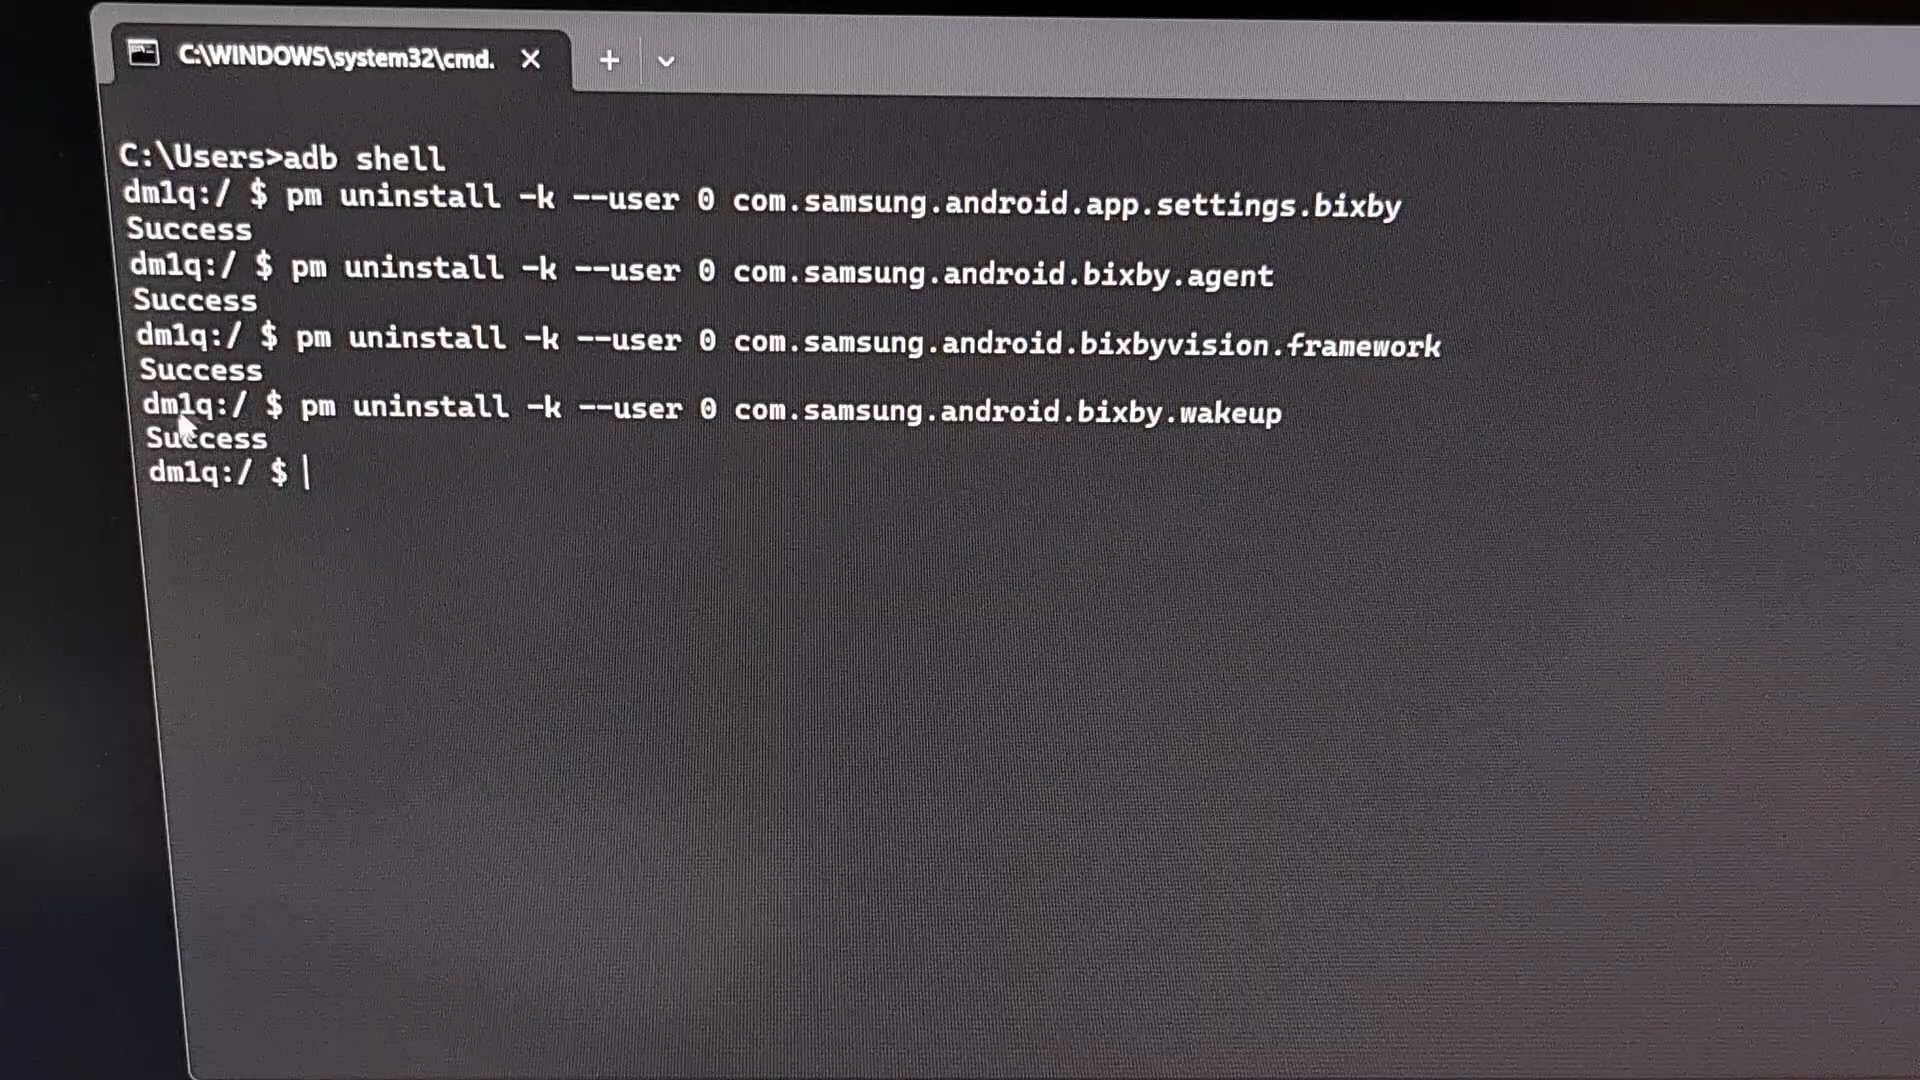 C:\WINDOWS\system32\cmd.
C:\Users>adb shell
dm1q:/ $ pm uninstall -k --user 0 com.samsung.android.app.settings.bixby
Success
dm1q:/ $ pm uninstall -k --user 0 com.samsung.android.bixby.agent
Success
dm1q:/ $ pm uninstall -k --user 0 com.samsung.android.bixbyvision.framework
Success
dm1q:/ $ pm uninstall -k --user 0 com.samsung.android.bixby.wakeup
Success
dm1q:/ $